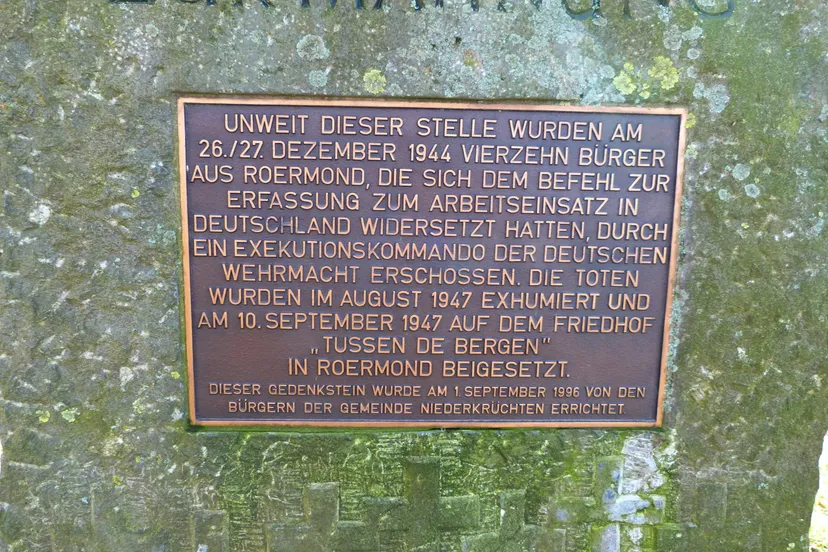 ZUR MAHNUNG
UNWEIT DIESER STELLE WURDEN AM
26./27. DEZEMBER 1944 VIERZEHN BÜRGER
AUS ROERMOND, DIE SICH DEM BEFEHL ZUR
ERFASSUNG ZUM ARBEITSEINSATZ IN
DEUTSCHLAND WIDERSETZT HATTEN, DURCH
EIN EXEKUTIONSKOMMANDO DER DEUTSCHEN
WEHRMACHT ERSCHOSSEN. DIE TOTEN
WURDEN IM AUGUST 1947 EXHUMIERT UND
AM 10. SEPTEMBER 1947 AUF DEM FRIEDHOF
„TUSSEN DE BERGEN"
IN ROERMOND BEIGESETZT.
DIESER GEDENKSTEIN WURDE AM 1. SEPTEMBER 1996 VON DEN
BÜRGERN DER GEMEINDE NIEDERKRÜCHTEN ERRICHTET.